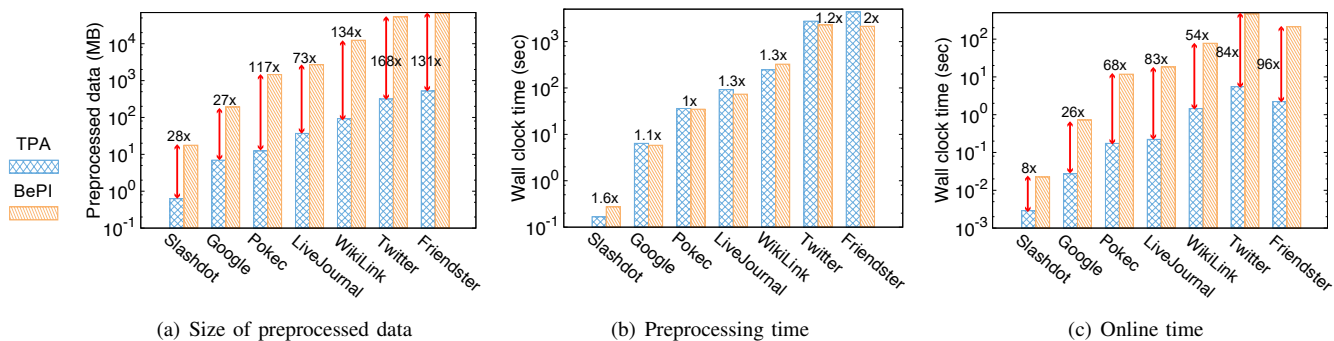 TPA
BePI
Preprocessed data (MB)
10^4
10^3
10^2
10^1
10^0
10^-1
28x
27x
117x
73x
134x
168x
131x
Slashdot
Google
Pokec
LiveJournal
WikiLink
Twitter
Friendster
(a) Size of preprocessed data
Wall clock time (sec)
10^3
10^2
10^1
10^0
10^-1
1.6x
1.1x
1x
1.3x
1.3x
1.2x
2x
Slashdot
Google
Pokec
LiveJournal
WikiLink
Twitter
Friendster
(b) Preprocessing time
Wall clock time (sec)
10^2
10^1
10^0
10^-1
10^-2
10^-3
8x
26x
68x
83x
54x
84x
96x
Slashdot
Google
Pokec
LiveJournal
WikiLink
Twitter
Friendster
(c) Online time